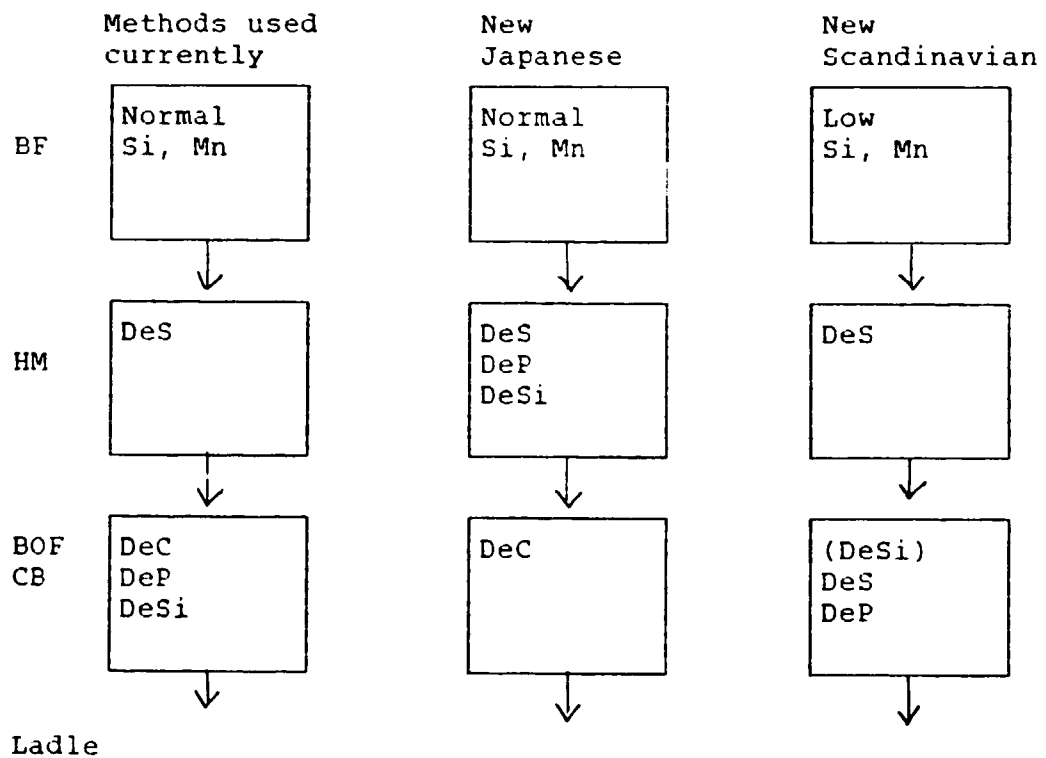 Methods used
currently
New
Japanese
New
Scandinavian
BF
Normal
Si, Mn
Normal
Si, Mn
Low
Si, Mn
HM
DeS
DeS
DeP
DeSi
DeS
BOF
CB
DeC
DeP
DeSi
DeC
(DeSi)
DeS
DeP
Ladle